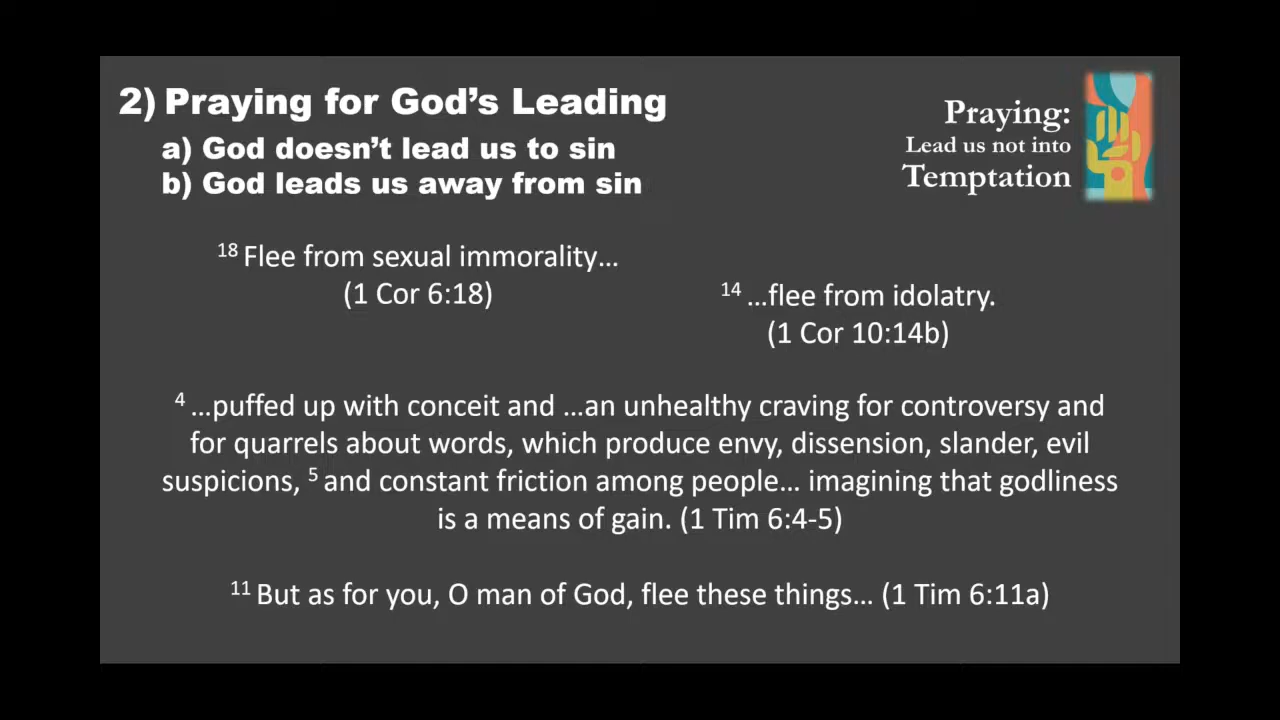 2) Praying for God's Leading
a) God doesn't lead us to sin
b) God leads us away from sin
Praying:
Lead us not into
Temptation
18 Flee from sexual immorality…
(1 Cor 6:18)
14 …flee from idolatry.
(1 Cor 10:14b)
4 …puffed up with conceit and …an unhealthy craving for controversy and
for quarrels about words, which produce envy, dissension, slander, evil
suspicions, 5 and constant friction among people… imagining that godliness
is a means of gain. (1 Tim 6:4-5)
11 But as for you, O man of God, flee these things… (1 Tim 6:11a)